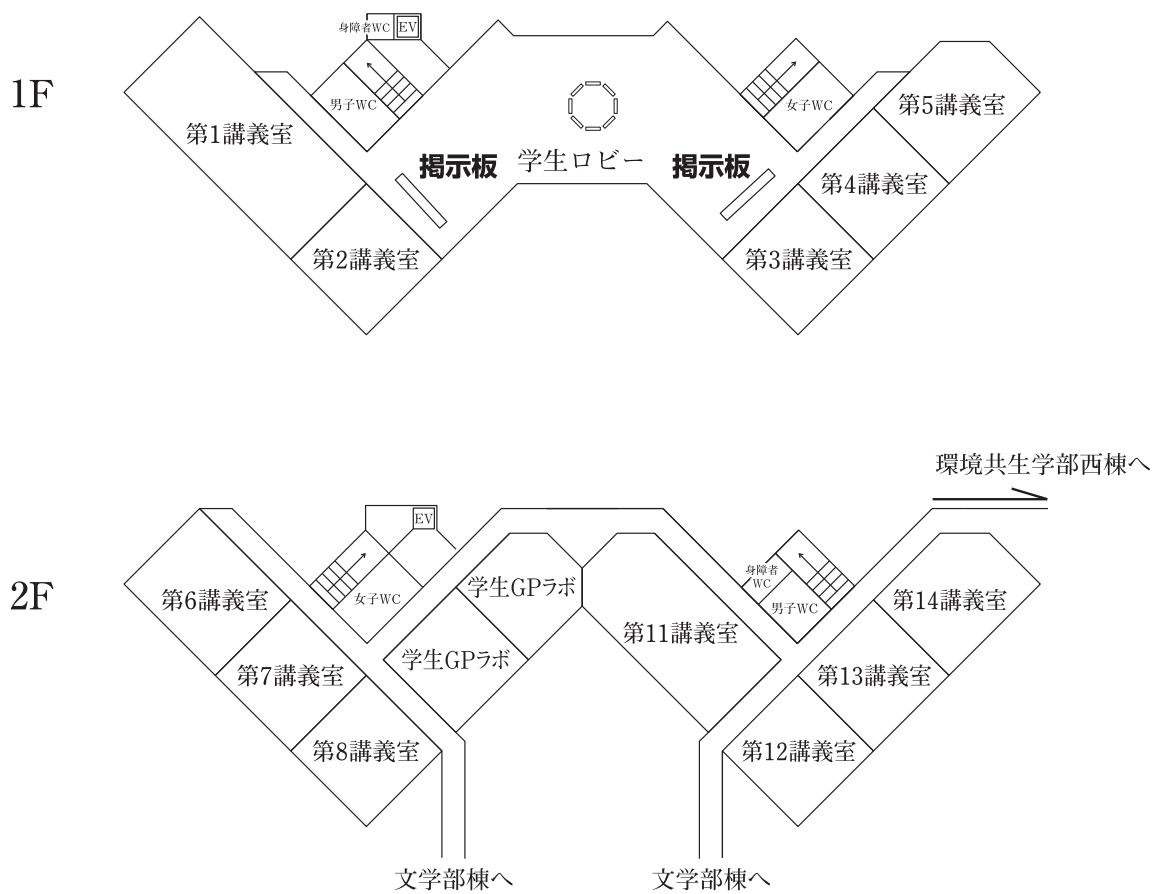 1F
身障者WC
EV
男子WC
第1講義室
第2講義室
掲示板
学生ロビー
掲示板
女子WC
第5講義室
第4講義室
第3講義室
環境共生学部西棟へ
2F
EV
女子WC
第6講義室
第7講義室
第8講義室
学生GPラボ
学生GPラボ
第11講義室
身障者
WC
男子WC
第14講義室
第13講義室
第12講義室
文学部棟へ
文学部棟へ